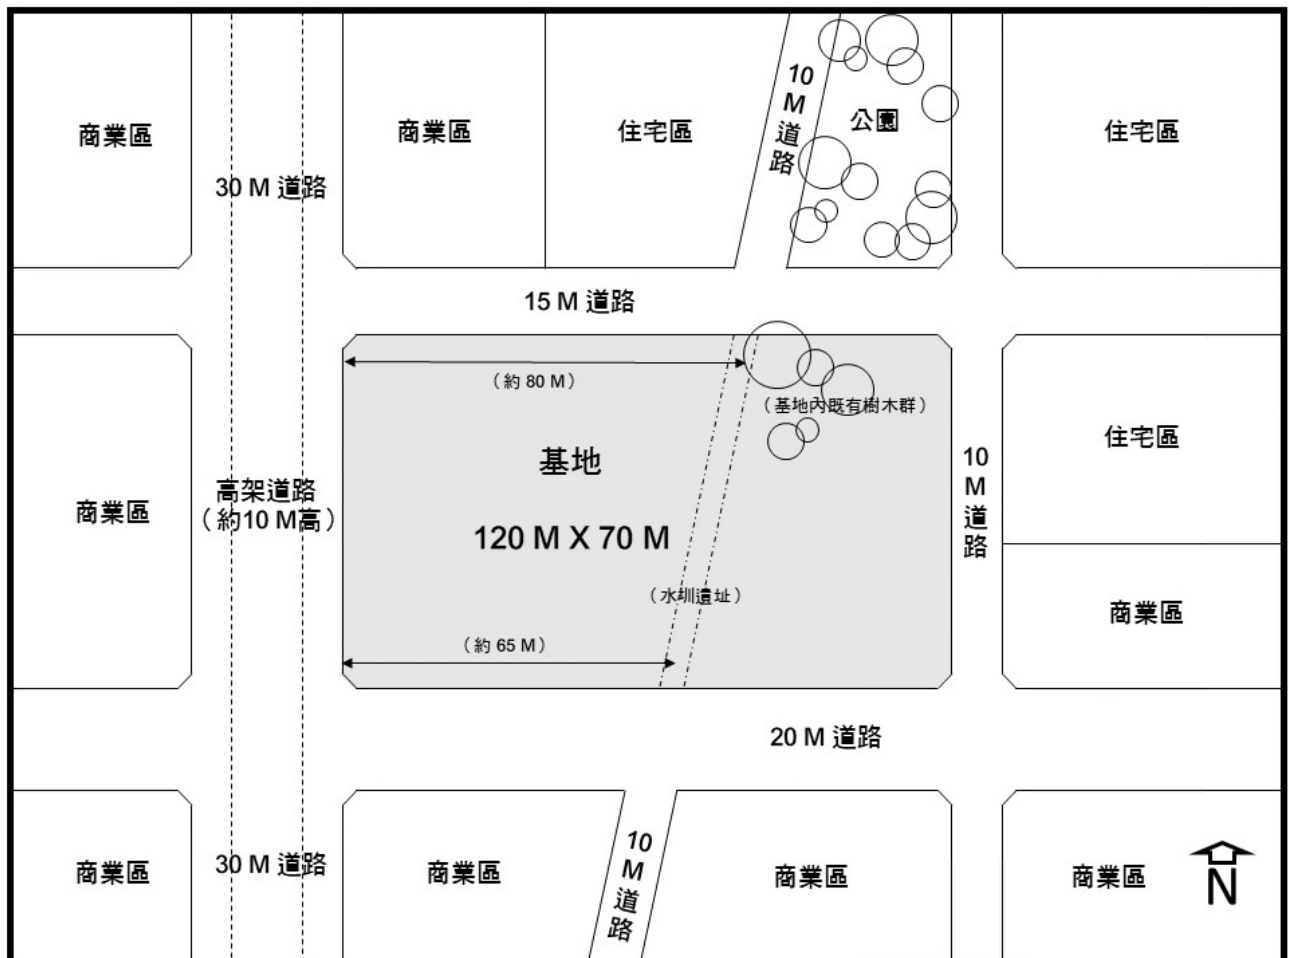 商業區
商業區
住宅區
10
M
道
路
公園
住宅區
30 M 道路
15 M 道路
（約 80 M）
（基地內既有樹木群）
基地
120 M X 70 M
（水圳遺址）
（約 65 M）
商業區
高架道路
（約10 M高）
10
M
道
路
住宅區
商業區
20 M 道路
商業區
30 M 道路
商業區
10
M
道
路
商業區
商業區
N